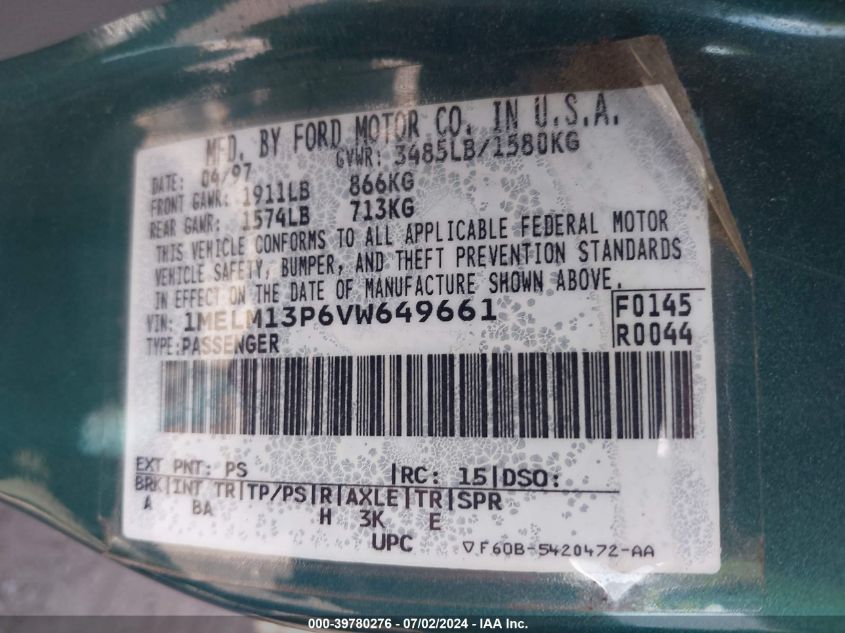 MFD. BY FORD MOTOR CO. IN U.S.A.
DATE: 04/97 GVWR: 3485LB/1580KG
FRONT GAWR: 1911LB 866KG
REAR GAWR: 1574LB 713KG
THIS VEHICLE CONFORMS TO ALL APPLICABLE FEDERAL MOTOR
VEHICLE SAFETY, BUMPER, AND THEFT PREVENTION STANDARDS
IN EFFECT ON THE DATE OF MANUFACTURE SHOWN ABOVE.
VIN: 1MELM13P6VW649661 F0145
TYPE:PASSENGER R0044
EXT PNT: PS |RC: 15|DSO:
BRK|INT TR|TP/PS|R|AXLE|TR|SPR
A BA H 3K E
UPC ▽F60B-5420472-AA
000-39780276 - 07/02/2024 - IAA Inc.